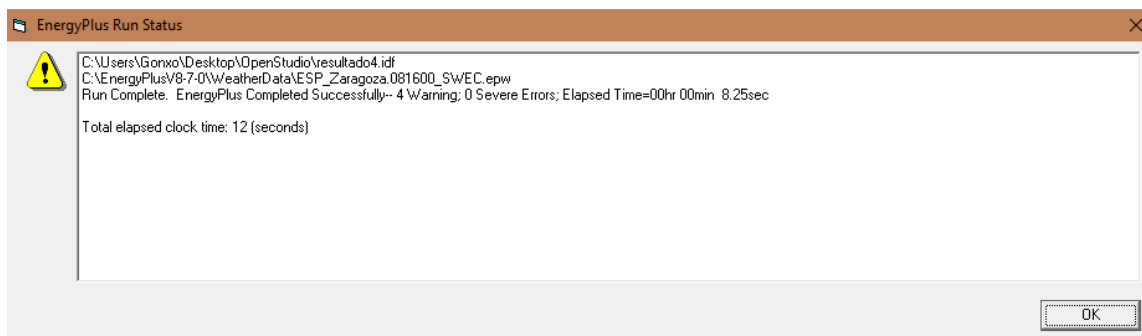 EnergyPlus Run Status
C:\Users\Gonxo\Desktop\OpenStudio\resultado4.idf
C:\EnergyPlusV8-7-0\WeatherData\ESP_Zaragoza.081600_SWEC.epw
Run Complete.  EnergyPlus Completed Successfully-- 4 Warning; 0 Severe Errors; Elapsed Time=00hr 00min  8.25sec
Total elapsed clock time: 12 (seconds)
OK